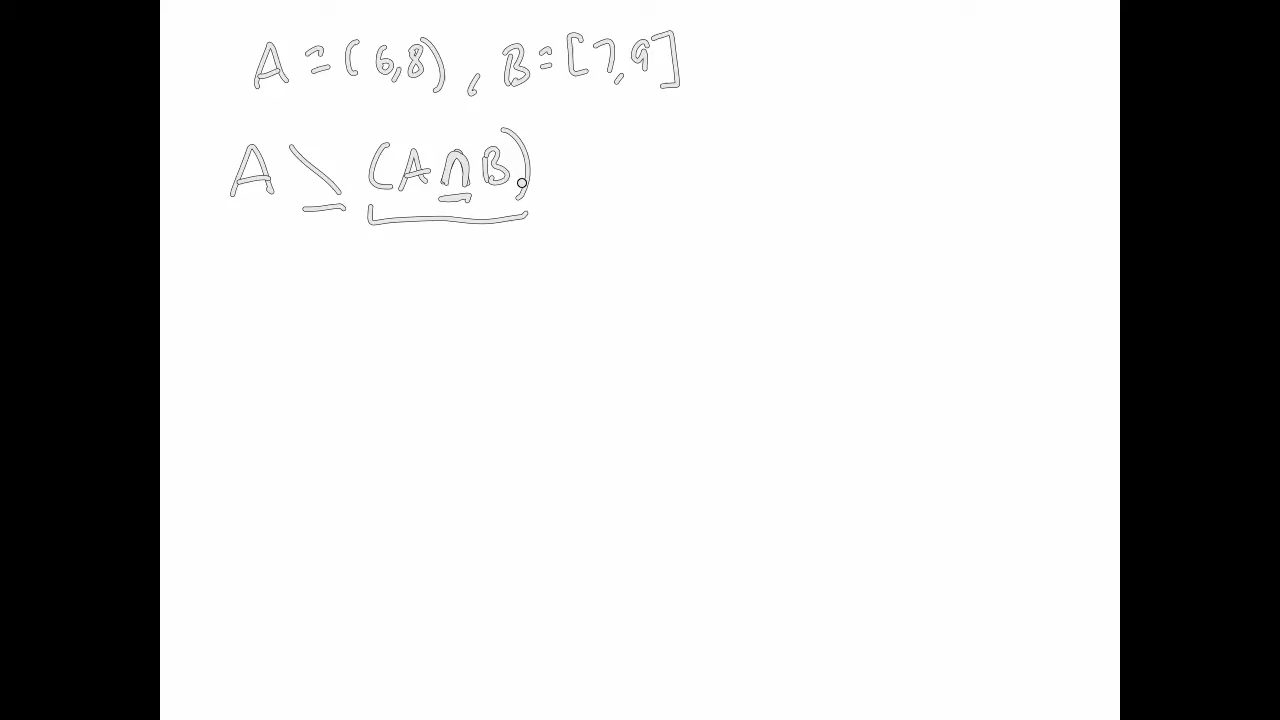 A = (6,8), B = [7,9]
A \ (A ∩ B)